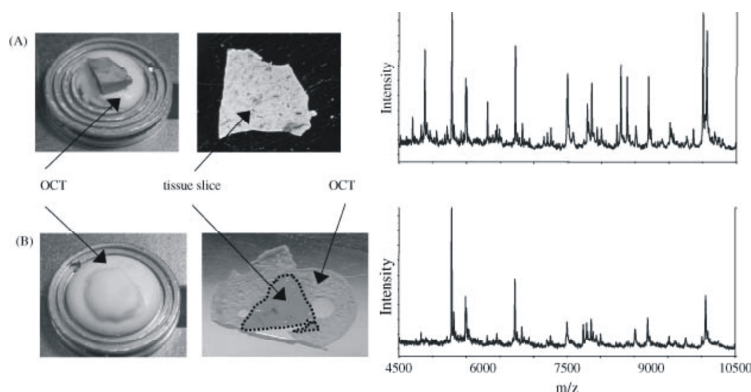 (A)
Intensity
OCT
tissue slice
OCT
(B)
Intensity
4500
6000
7500
9000
10500
m/z